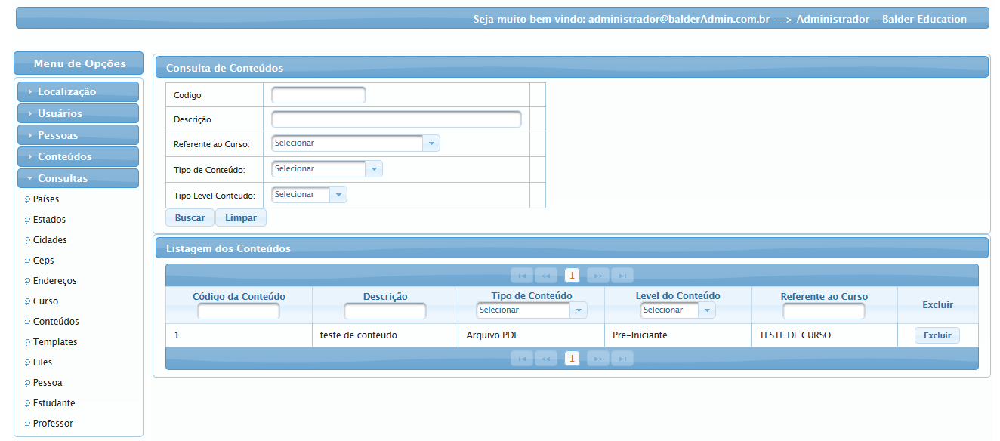 Seja muito bem vindo: administrador@balderAdmin.com.br --> Administrador - Balder Education
Menu de Opções
Localização
Usuários
Pessoas
Conteúdos
Consultas
Países
Estados
Cidades
Ceps
Endereços
Curso
Conteúdos
Templates
Files
Pessoa
Estudante
Professor
Consulta de Conteúdos
Codigo
Descrição
Referente ao Curso: Selecionar
Tipo de Conteúdo: Selecionar
Tipo Level Conteudo: Selecionar
Buscar Limpar
Listagem dos Conteúdos
1
Código da Conteúdo Descrição Tipo de Conteúdo Level do Conteúdo Referente ao Curso Excluir
Selecionar Selecionar
1 teste de conteudo Arquivo PDF Pre-Iniciante TESTE DE CURSO Excluir
1